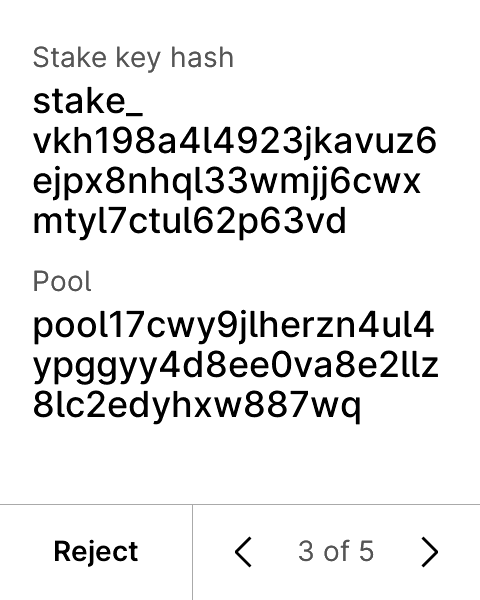 Stake key hash
stake_
vkh198a4l4923jkavuz6
ejpx8nhql33wmjj6cwx
mtyl7ctul62p63vd
Pool
pool17cwy9jlherzn4ul4
ypggyy4d8ee0va8e2llz
8lc2edyhxw887wq
Reject
3 of 5